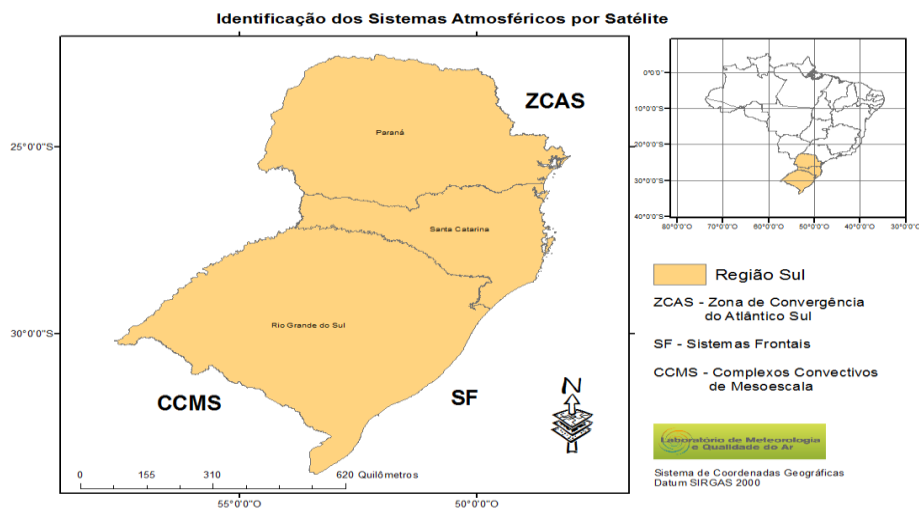 Identificação dos Sistemas Atmosféricos por Satélite
ZCAS
Paraná
25°0'0"S
Santa Catarina
Rio Grande do Sul
30°0'0"S
CCMS
SF
N
0 155 310 620 Quilômetros
55°0'0"O
50°0'0"O
0°0'0"
10°0'0"S
20°0'0"S
30°0'0"S
40°0'0"S
80°0'0"O 70°0'0"O 60°0'0"O 50°0'0"O 40°0'0"O
Região Sul
ZCAS - Zona de Convergência
do Atlântico Sul
SF - Sistemas Frontais
CCMS - Complexos Convectivos
de Mesoescala
Laboratório de Meteorologia
e Qualidade do Ar
Sistema de Coordenadas Geográficas
Datum SIRGAS 2000